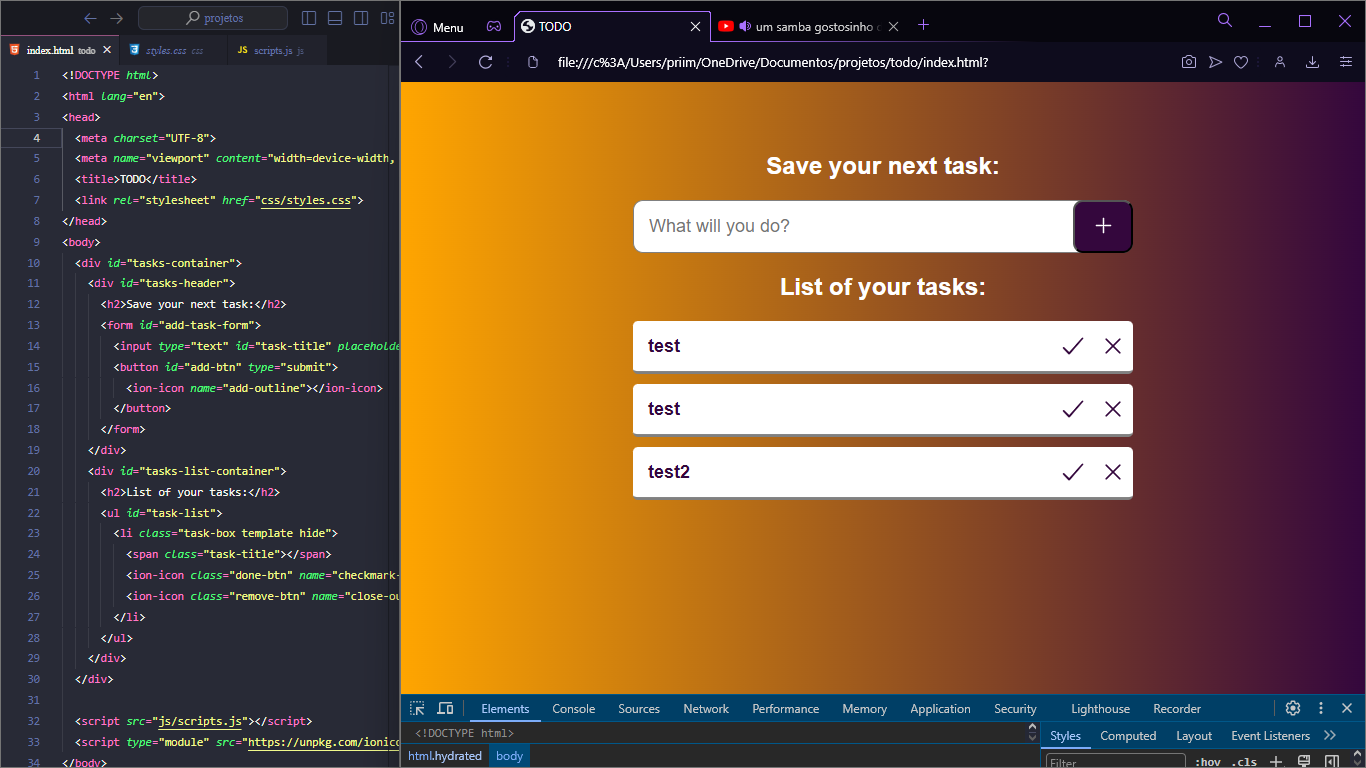 projetos
index.html todo
styles.css css
JS scripts.js js
1 <!DOCTYPE html>
2 <html lang="en">
3 <head>
4 <meta charset="UTF-8">
5 <meta name="viewport" content="width=device-width,
6 <title>TODO</title>
7 <link rel="stylesheet" href="css/styles.css">
8 </head>
9 <body>
10 <div id="tasks-container">
11 <div id="tasks-header">
12 <h2>Save your next task:</h2>
13 <form id="add-task-form">
14 <input type="text" id="task-title" placeholde
15 <button id="add-btn" type="submit">
16 <ion-icon name="add-outline"></ion-icon>
17 </button>
18 </form>
19 </div>
20 <div id="tasks-list-container">
21 <h2>List of your tasks:</h2>
22 <ul id="task-list">
23 <li class="task-box template hide">
24 <span class="task-title"></span>
25 <ion-icon class="done-btn" name="checkmark-
26 <ion-icon class="remove-btn" name="close-ou
27 </li>
28 </ul>
29 </div>
30 </div>
31
32 <script src="js/scripts.js"></script>
33 <script type="module" src="https://unpkg.com/ionico
34 </body>
Menu
TODO
um samba gostosinho
file:///c%3A/Users/priim/OneDrive/Documentos/projetos/todo/index.html?
Save your next task:
What will you do?
List of your tasks:
test
test
test2
Elements Console Sources Network Performance Memory Application Security Lighthouse Recorder
<!DOCTYPE html>
html.hydrated body
Styles Computed Layout Event Listeners
Filter :hov .cls